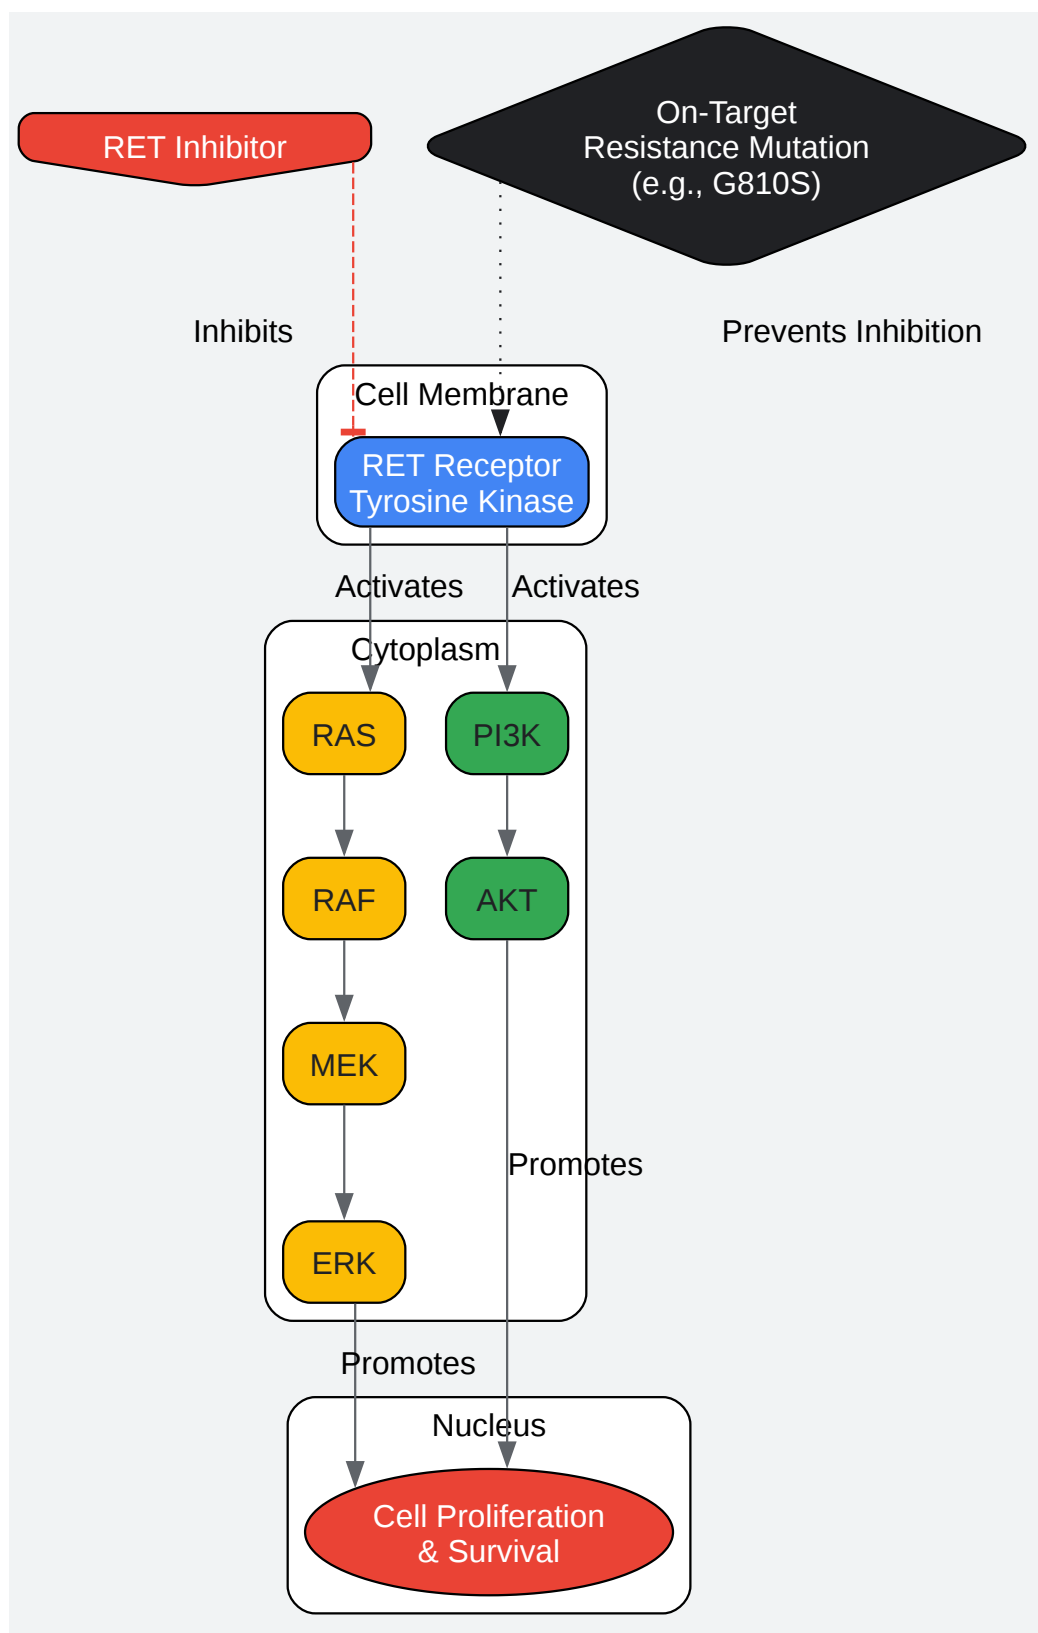 RET Inhibitor
On-Target
Resistance Mutation
(e.g., G810S)
Inhibits
Prevents Inhibition
Cell Membrane
RET Receptor
Tyrosine Kinase
Activates
Activates
Cytoplasm
RAS
PI3K
RAF
AKT
MEK
Promotes
ERK
Promotes
Nucleus
Cell Proliferation
& Survival